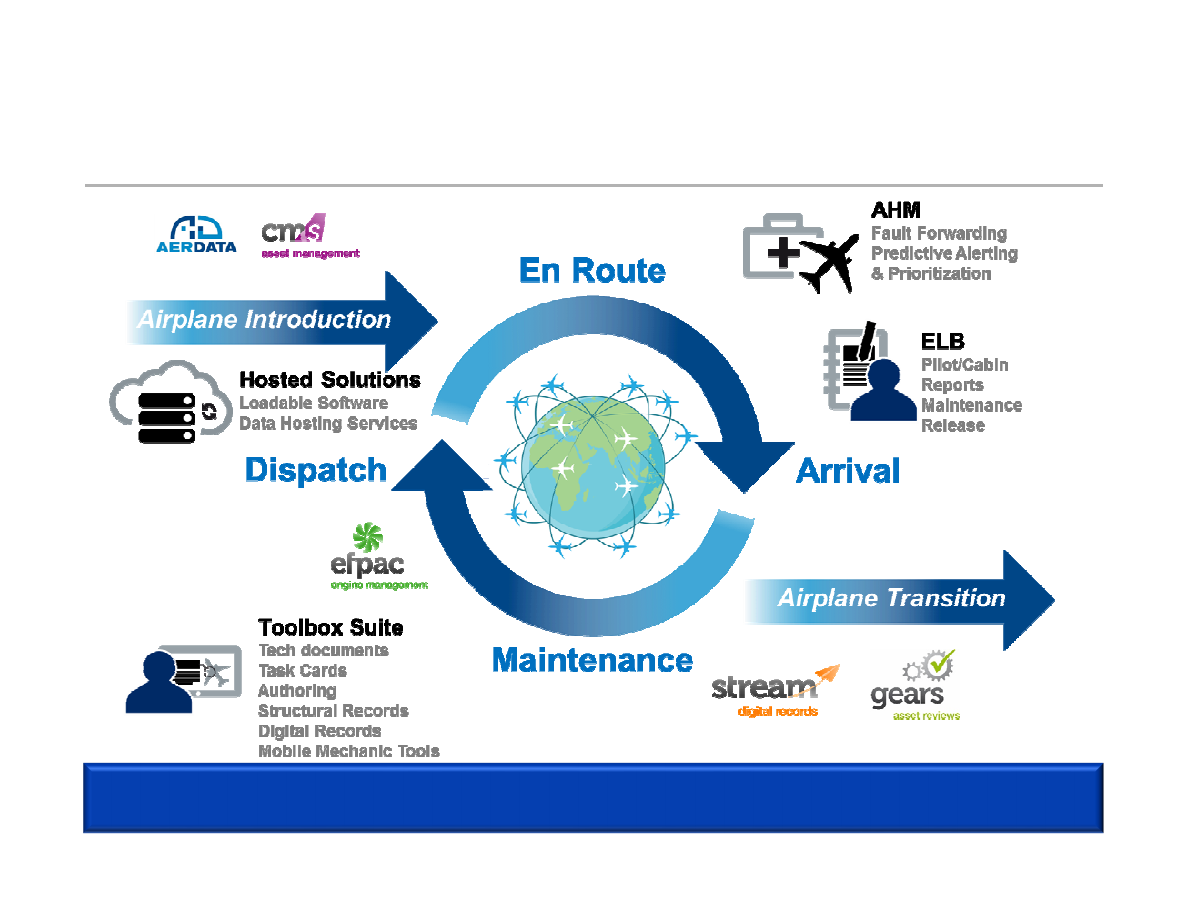 AERDATA
cms
asset management
Airplane Introduction
Hosted Solutions
Loadable Software
Data Hosting Services
En Route
AHM
Fault Forwarding
Predictive Alerting
& Prioritization
ELB
Pilot/Cabin
Reports
Maintenance
Release
Dispatch
Arrival
efpac
engine management
Airplane Transition
Toolbox Suite
Tech documents
Task Cards
Authoring
Structural Records
Digital Records
Mobile Mechanic Tools
Maintenance
stream
digital records
gears
asset reviews